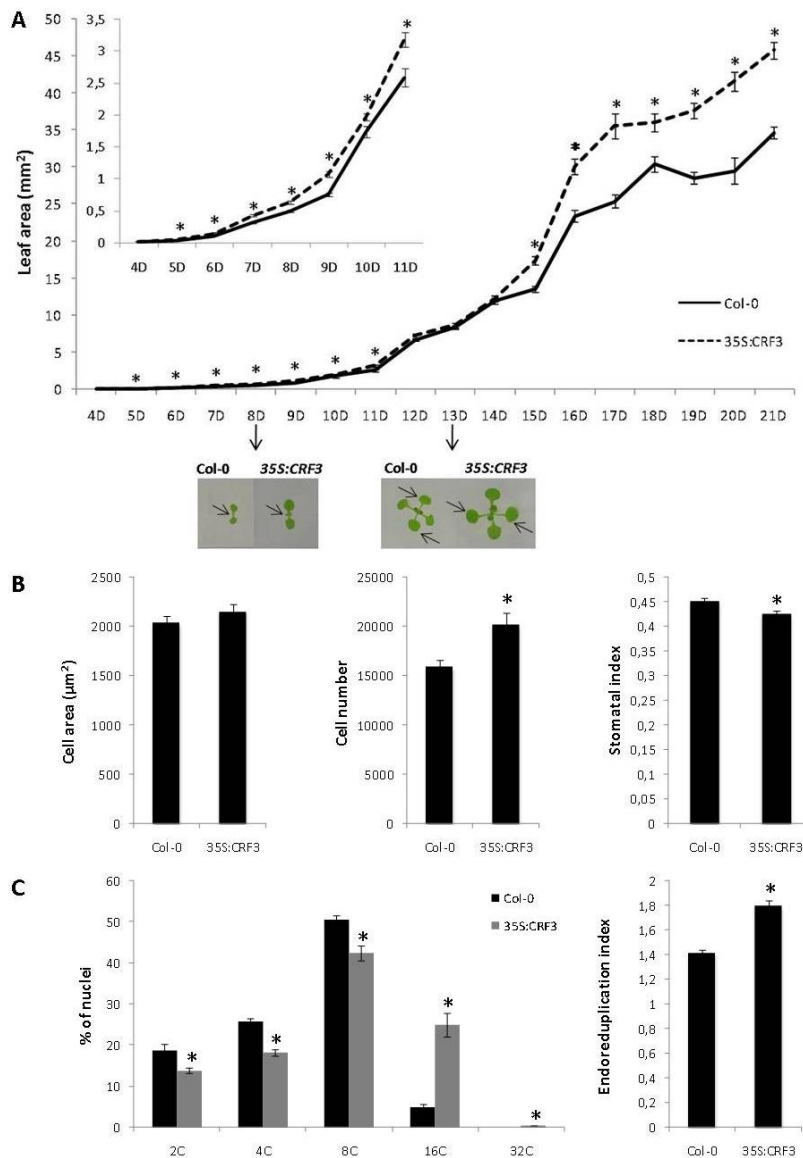 A
Leaf area (mm²)
50
45
40
35
30
25
20
15
10
5
0
3,5
3
2,5
2
1,5
1
0,5
0
4D 5D 6D 7D 8D 9D 10D 11D
* * * * * * *
* * * * * * *
* * * * * * *
Col-0
35S:CRF3
4D 5D 6D 7D 8D 9D 10D 11D 12D 13D 14D 15D 16D 17D 18D 19D 20D 21D
Col-0 35S:CRF3
Col-0 35S:CRF3
B
Cell area (µm²)
2500
2000
1500
1000
500
0
Col-0 35S:CRF3
Cell number
25000
20000
15000
10000
5000
0
*
Col-0 35S:CRF3
Stomatal index
0,5
0,45
0,4
0,35
0,3
0,25
0,2
0,15
0,1
0,05
0
*
Col-0 35S:CRF3
C
% of nuclei
60
50
40
30
20
10
0
Col-0
35S:CRF3
* * * * *
2C 4C 8C 16C 32C
Endoreduplication index
2
1,8
1,6
1,4
1,2
1
0,8
0,6
0,4
0,2
0
*
Col-0 35S:CRF3